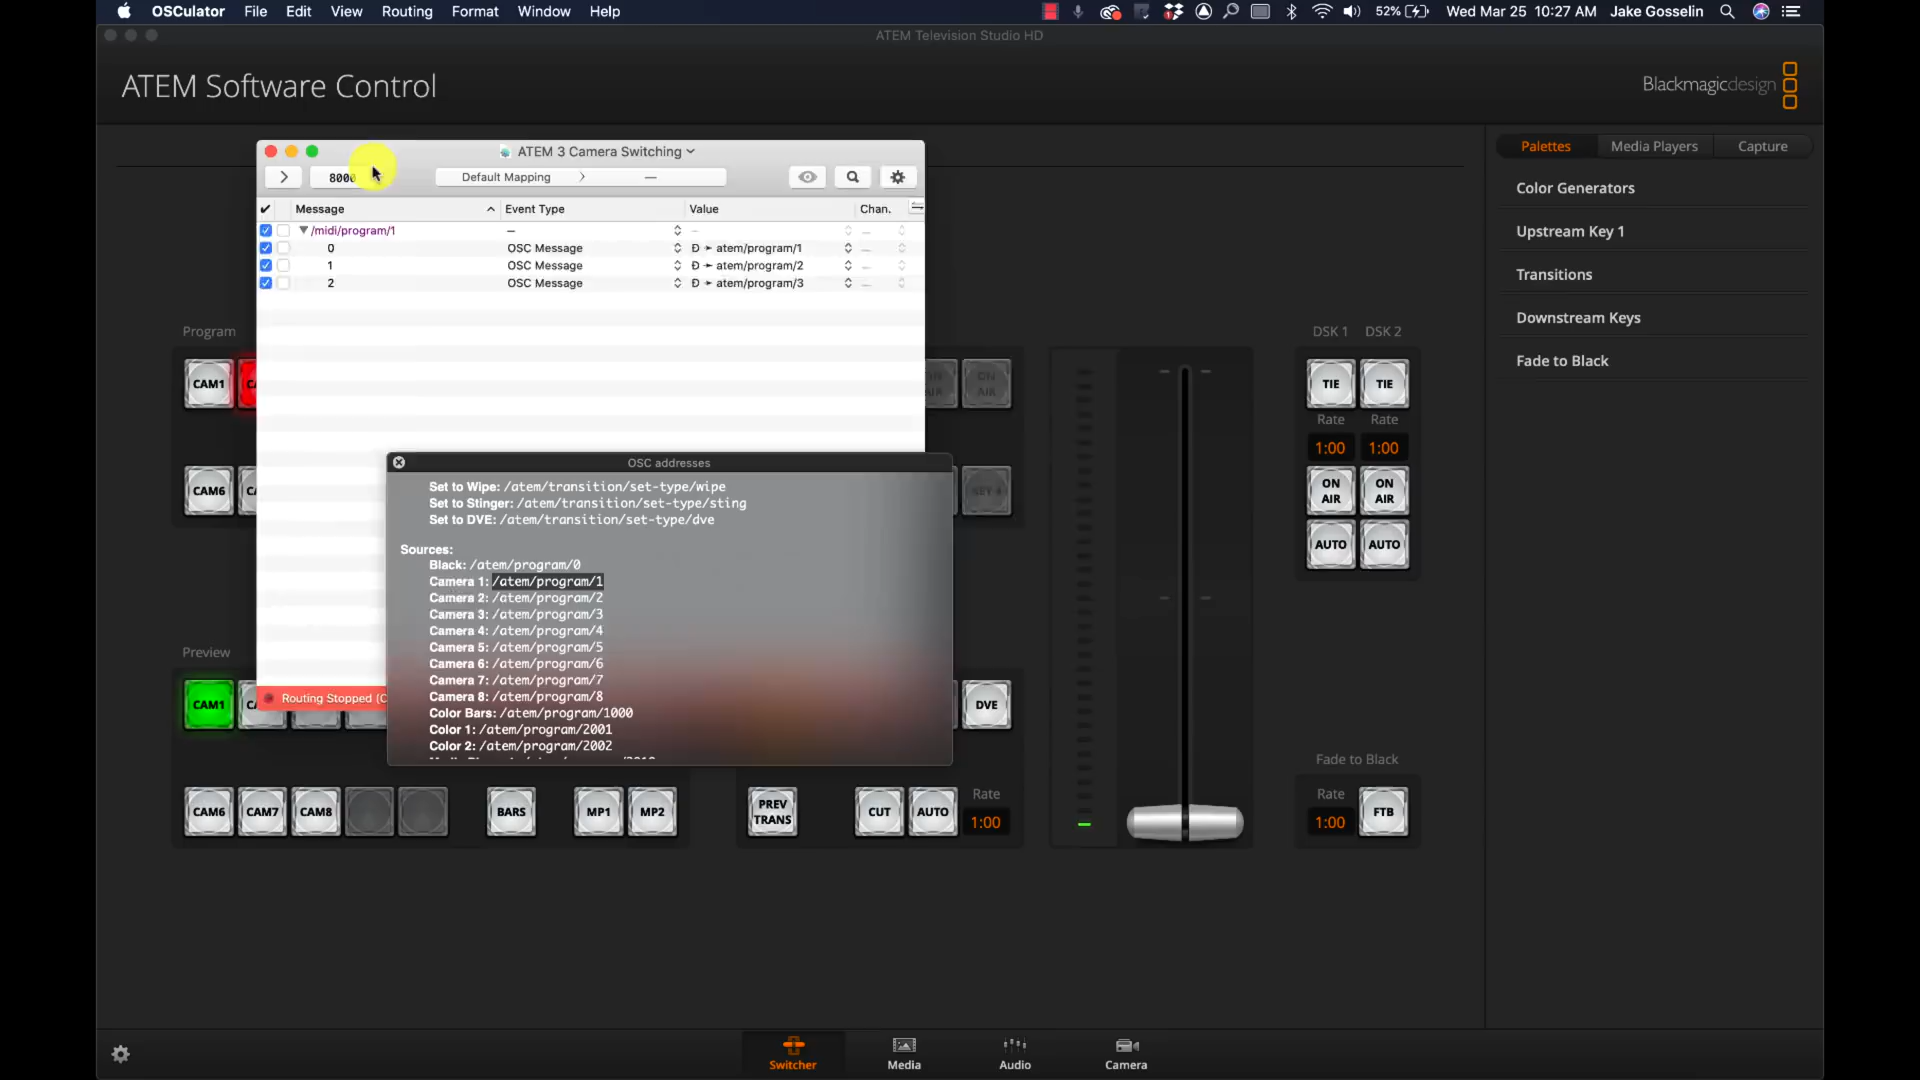 OSCulator File Edit View Routing Format Window Help
52% Wed Mar 25 10:27 AM Jake Gosselin
ATEM Television Studio HD
ATEM Software Control
Blackmagicdesign
Palettes Media Players Capture
Color Generators
Upstream Key 1
Transitions
Downstream Keys
Fade to Black
ATEM 3 Camera Switching
8000 Default Mapping —
Message Event Type Value Chan.
/midi/program/1 — –
0 OSC Message Đ ➛ atem/program/1
1 OSC Message Đ ➛ atem/program/2
2 OSC Message Đ ➛ atem/program/3
Program
DSK 1 DSK 2
CAM1
ON AIR
TIE TIE
Rate Rate
1:00 1:00
CAM6
KEY 4
ON AIR ON AIR
AUTO AUTO
OSC addresses
Set to Wipe: /atem/transition/set-type/wipe
Set to Stinger: /atem/transition/set-type/sting
Set to DVE: /atem/transition/set-type/dve
Sources:
Black: /atem/program/0
Camera 1: /atem/program/1
Camera 2: /atem/program/2
Camera 3: /atem/program/3
Camera 4: /atem/program/4
Camera 5: /atem/program/5
Camera 6: /atem/program/6
Camera 7: /atem/program/7
Camera 8: /atem/program/8
Color Bars: /atem/program/1000
Color 1: /atem/program/2001
Color 2: /atem/program/2002
Preview
Routing Stopped (C
CAM1
DVE
Fade to Black
CAM6 CAM7 CAM8 BARS MP1 MP2
PREV TRANS CUT AUTO
Rate
1:00
Rate
1:00
FTB
Switcher Media Audio Camera